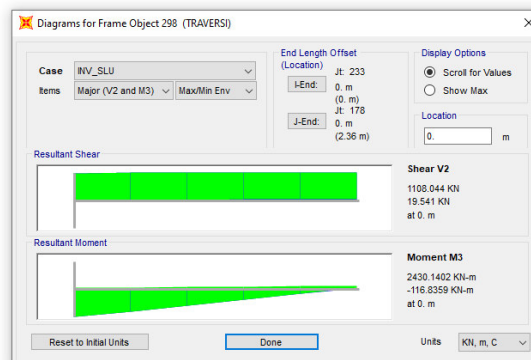 Diagrams for Frame Object 298 (TRAVERSI)
Case INV_SLU
Items Major (V2 and M3) Max/Min Env
End Length Offset
(Location)
I-End:
Jt: 233
0. m
(0. m)
J-End:
Jt: 178
0. m
(2.36 m)
Display Options
Scroll for Values
Show Max
Location
0. m
Resultant Shear
Shear V2
1108.044 KN
19.541 KN
at 0. m
Resultant Moment
Moment M3
2430.1402 KN-m
-116.8359 KN-m
at 0. m
Reset to Initial Units
Done
Units KN, m, C